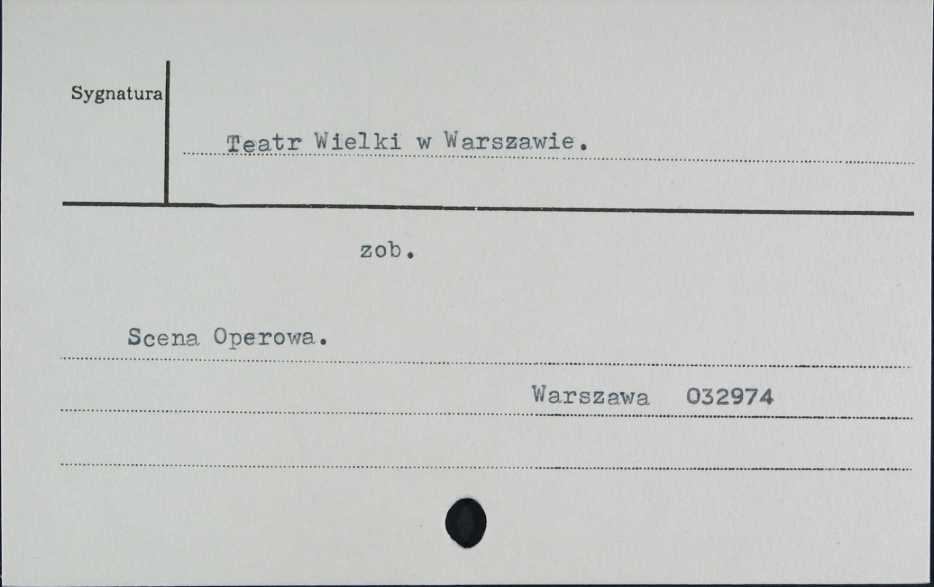 Sygnatura
Teatr Wielki w Warszawie.
zob.
Scena Operowa.
Warszawa 032974